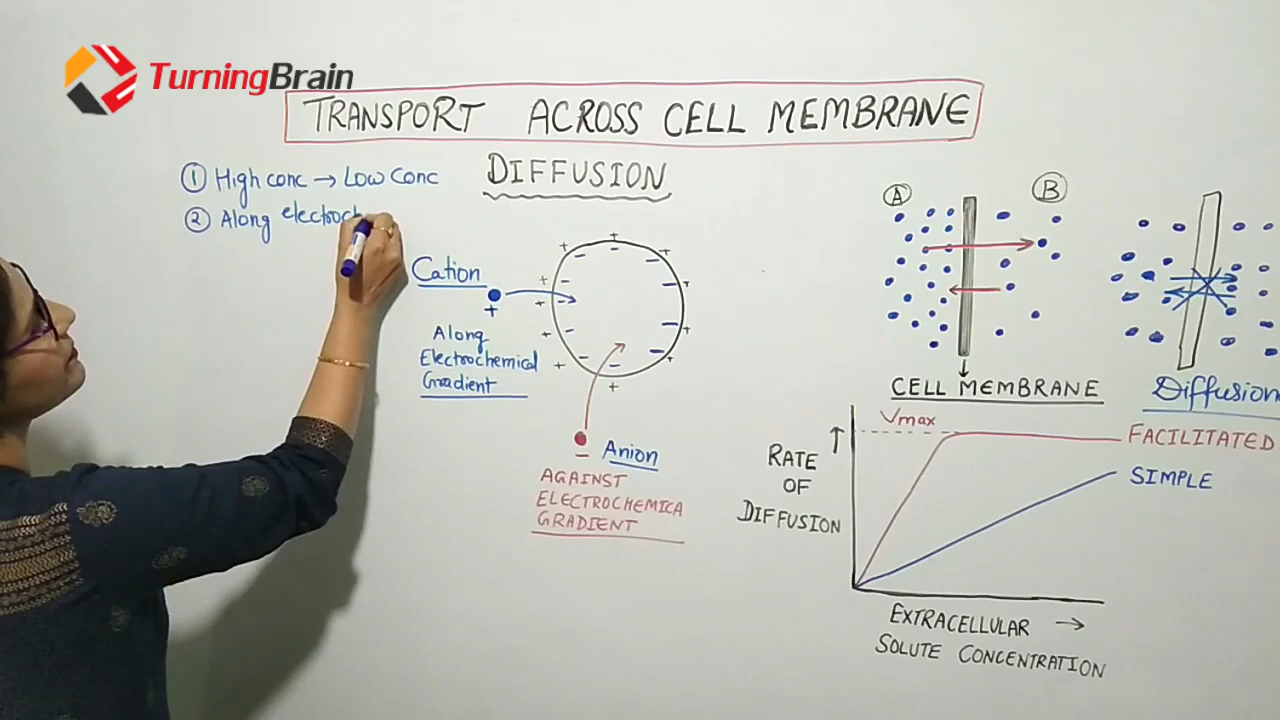 TurningBrain
TRANSPORT ACROSS CELL MEMBRANE
DIFFUSION
① High conc → Low Conc
② Along electroch
Cation
+
Along
Electrochemical
Gradient
Anion
AGAINST
ELECTROCHEMICA
GRADIENT
A
B
CELL MEMBRANE
Diffusion
Vmax
FACILITATED
SIMPLE
RATE
OF
DIFFUSION
EXTRACELLULAR →
SOLUTE CONCENTRATION